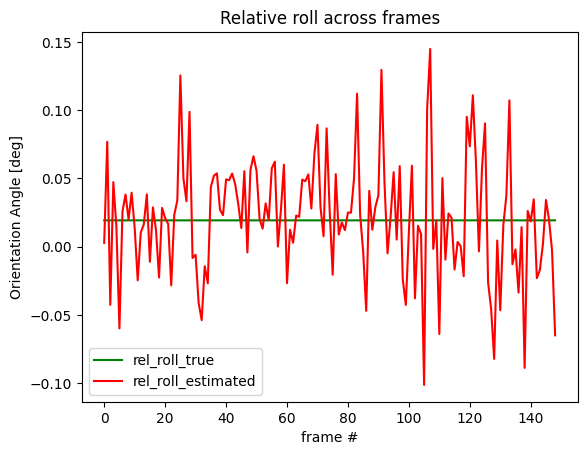 Relative roll across frames
Orientation Angle [deg]
0.15
0.10
0.05
0.00
−0.05
−0.10
rel_roll_true
rel_roll_estimated
0 20 40 60 80 100 120 140
frame #